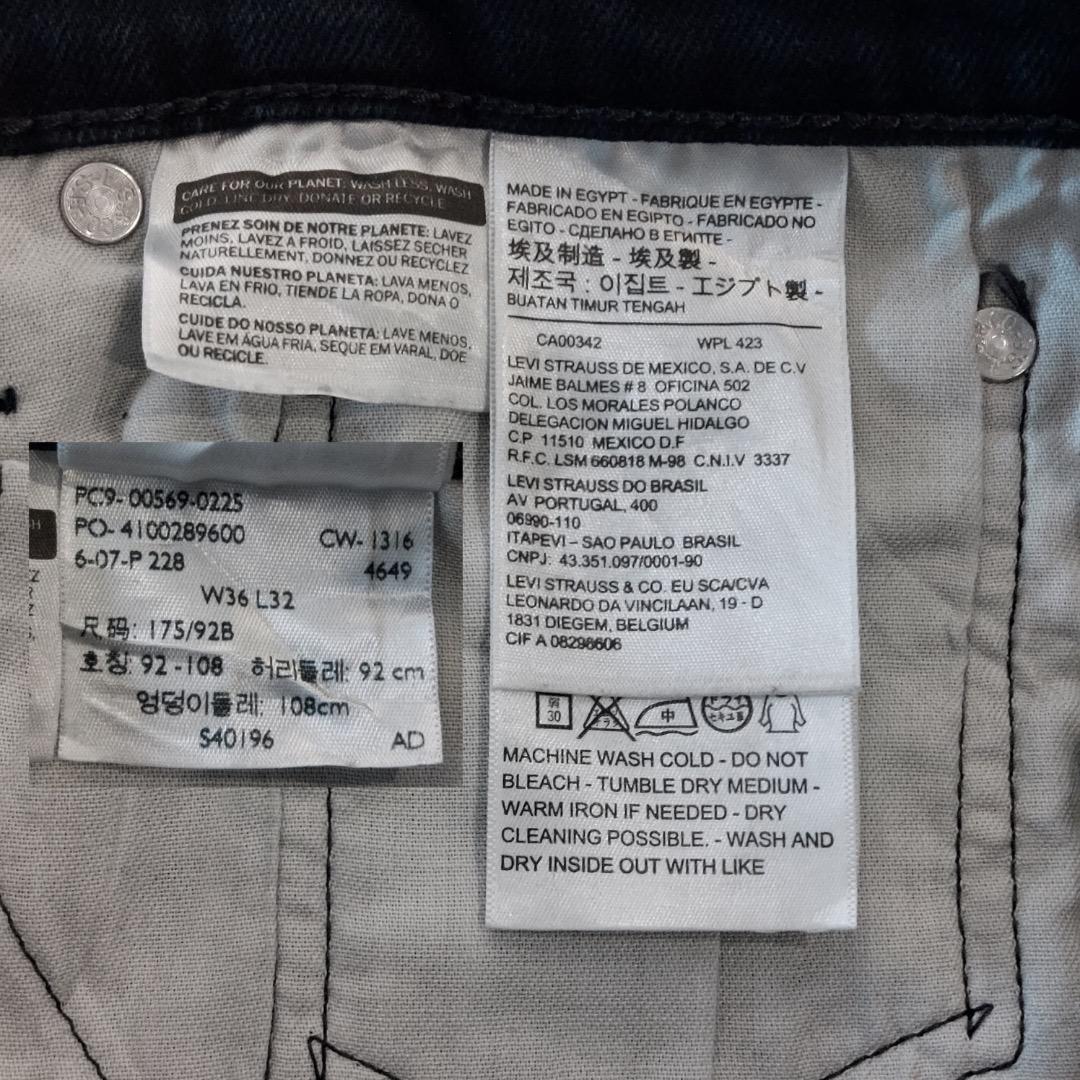 CARE FOR OUR PLANET: WASH LESS, WASH
COLD, LINE DRY, DONATE OR RECYCLE
PRENEZ SOIN DE NOTRE PLANETE: LAVEZ
MOINS, LAVEZ A FROID, LAISSEZ SECHER
NATURELLEMENT, DONNEZ OU RECYCLEZ
CUIDA NUESTRO PLANETA: LAVA MENOS,
LAVA EN FRIO, TIENDE LA ROPA, DONA O
RECICLA.
CUIDE DO NOSSO PLANETA: LAVE MENOS,
LAVE EM ÁGUA FRIA, SEQUE EM VARAL, DOE
OU RECICLE.
PC9- 00569-0225
PO- 4100289600 CW- 1316
6-07-P 228 4649
W36 L32
尺码: 175/92B
호칭: 92 -108 허리둘레: 92 cm
엉덩이둘레: 108cm
S40196 AD
MADE IN EGYPT - FABRIQUE EN EGYPTE -
FABRICADO EN EGIPTO - FABRICADO NO
EGITO - СДЕЛАНО В ЕГИПТЕ -
埃及制造 - 埃及製 -
제조국 : 이집트 - エジプト製 -
BUATAN TIMUR TENGAH
CA00342 WPL 423
LEVI STRAUSS DE MEXICO, S.A. DE C.V
JAIME BALMES # 8 OFICINA 502
COL. LOS MORALES POLANCO
DELEGACION MIGUEL HIDALGO
C.P 11510 MEXICO D.F
R.F.C. LSM 660818 M-98 C.N.I.V 3337
LEVI STRAUSS DO BRASIL
AV PORTUGAL, 400
06990-110
ITAPEVI – SAO PAULO BRASIL
CNPJ: 43.351.097/0001-90
LEVI STRAUSS & CO. EU SCA/CVA
LEONARDO DA VINCILAAN, 19 - D
1831 DIEGEM, BELGIUM
CIF A 08298606
弱 30 中
MACHINE WASH COLD - DO NOT
BLEACH - TUMBLE DRY MEDIUM -
WARM IRON IF NEEDED - DRY
CLEANING POSSIBLE. - WASH AND
DRY INSIDE OUT WITH LIKE